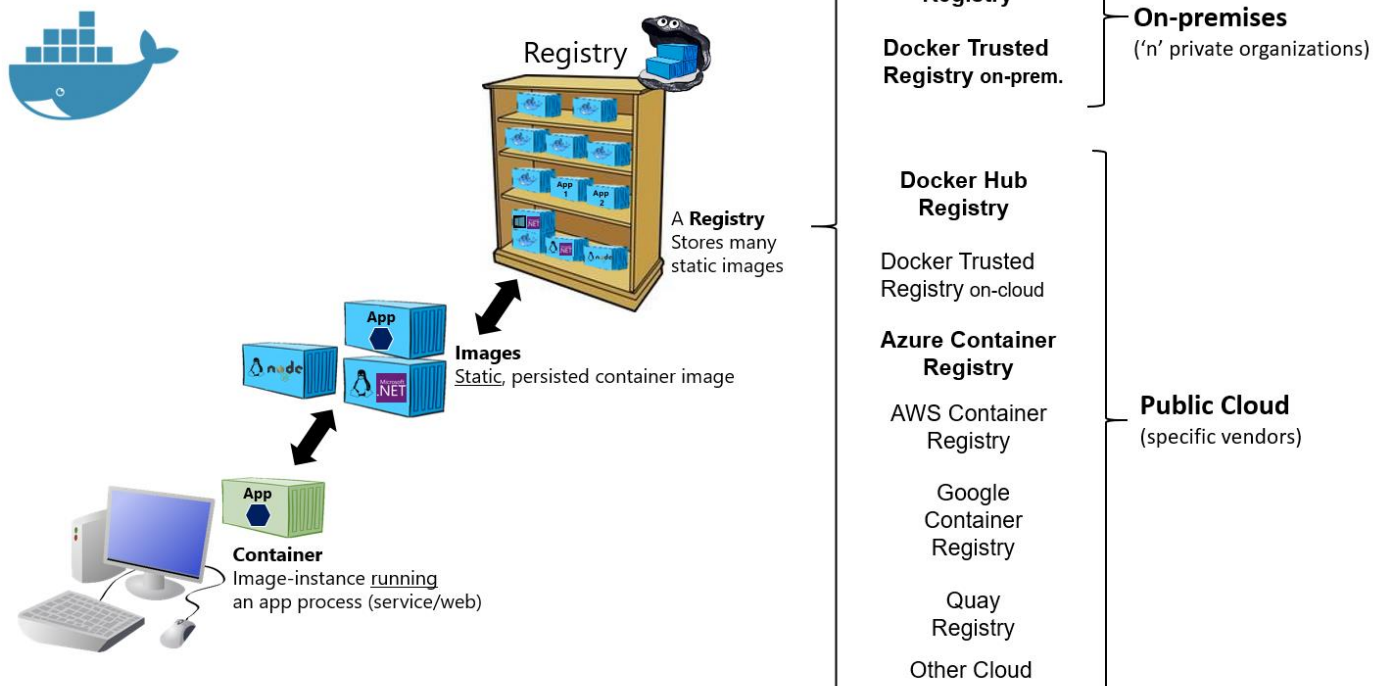 Registry
A Registry
Stores many
static images
App
1
App
2
.NET
.NET
node
App
Images
Static, persisted container image
node
Microsoft
.NET
App
Container
Image-instance running
an app process (service/web)
Registry
Docker Trusted
Registry on-prem.
On-premises
(‘n’ private organizations)
Docker Hub
Registry
Docker Trusted
Registry on-cloud
Azure Container
Registry
AWS Container
Registry
Google
Container
Registry
Quay
Registry
Other Cloud
Public Cloud
(specific vendors)